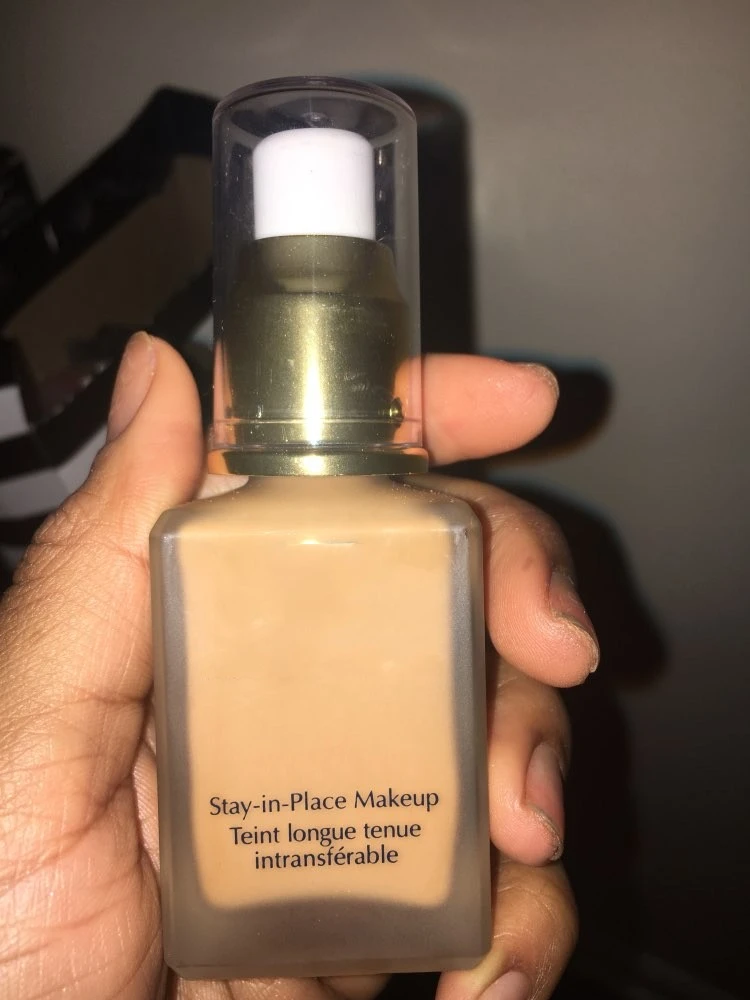 Stay-in-Place Makeup
Teint longue tenue
intransférable